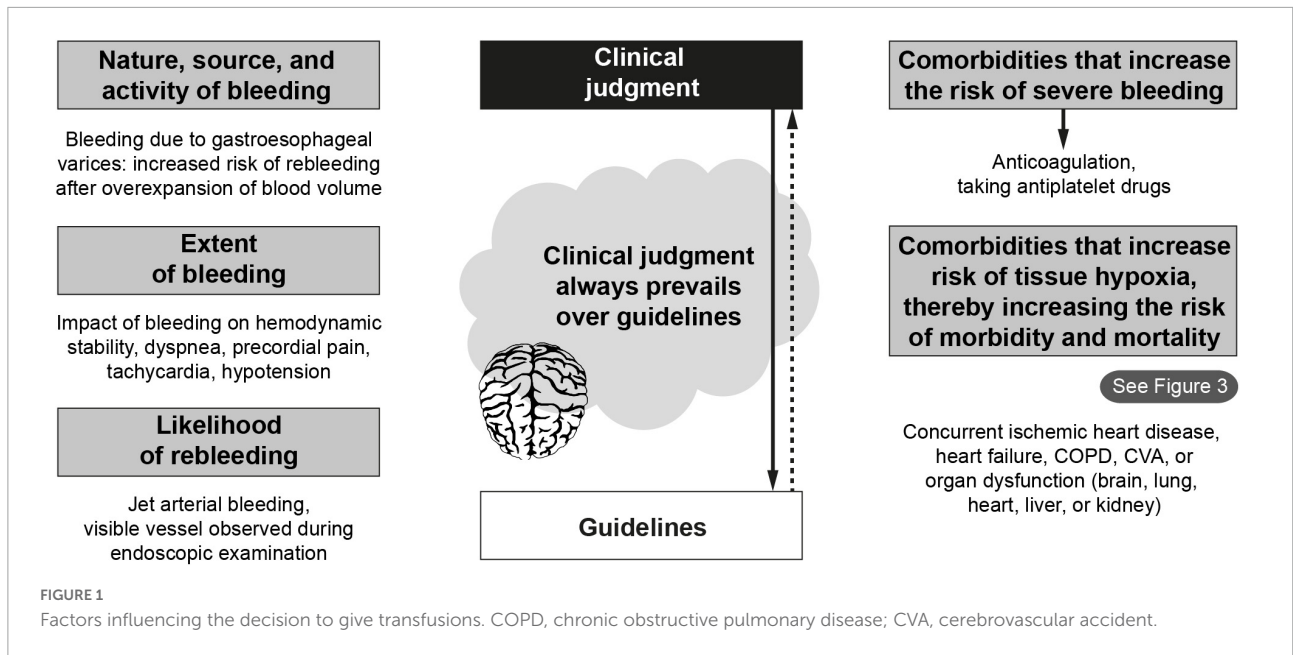 Nature, source, and
activity of bleeding
Bleeding due to gastroesophageal
varices: increased risk of rebleeding
after overexpansion of blood volume
Extent
of bleeding
Impact of bleeding on hemodynamic
stability, dyspnea, precordial pain,
tachycardia, hypotension
Likelihood
of rebleeding
Jet arterial bleeding,
visible vessel observed during
endoscopic examination
Clinical
judgment
Clinical judgment
always prevails
over guidelines
Guidelines
Comorbidities that increase
the risk of severe bleeding
Anticoagulation,
taking antiplatelet drugs
Comorbidities that increase
risk of tissue hypoxia,
thereby increasing the risk
of morbidity and mortality
See Figure 3
Concurrent ischemic heart disease,
heart failure, COPD, CVA, or
organ dysfunction (brain, lung,
heart, liver, or kidney)
FIGURE 1
Factors influencing the decision to give transfusions. COPD, chronic obstructive pulmonary disease; CVA, cerebrovascular accident.